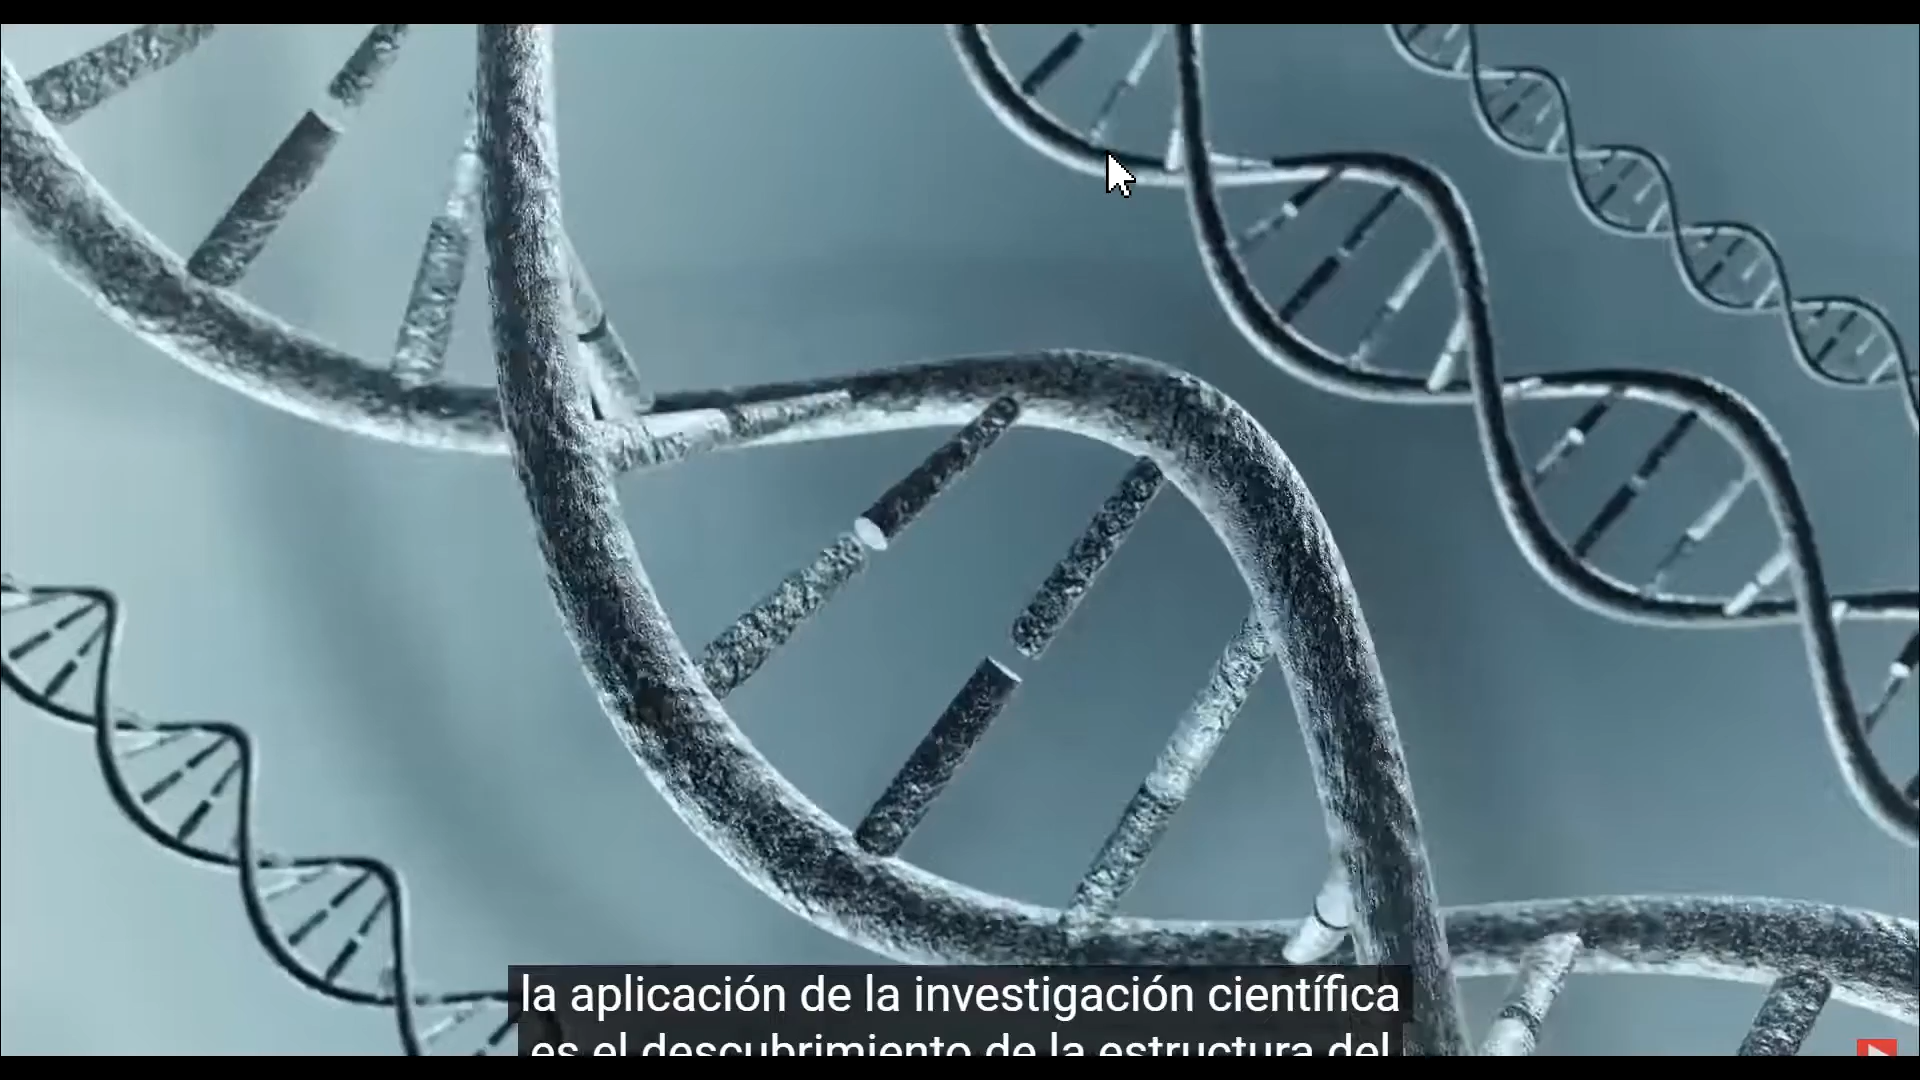 la aplicación de la investigación científica
es el descubrimiento de la estructura del